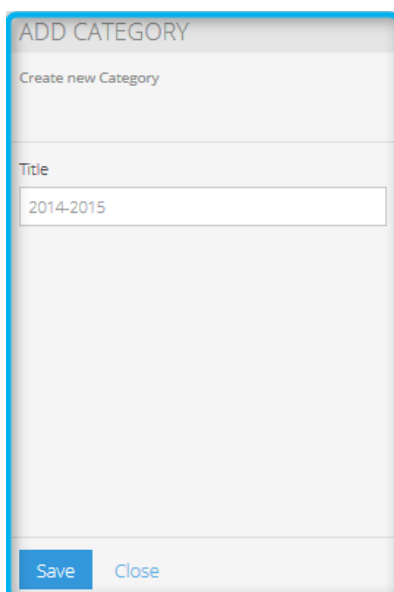 ADD CATEGORY
Create new Category
Title
2014-2015
Save Close